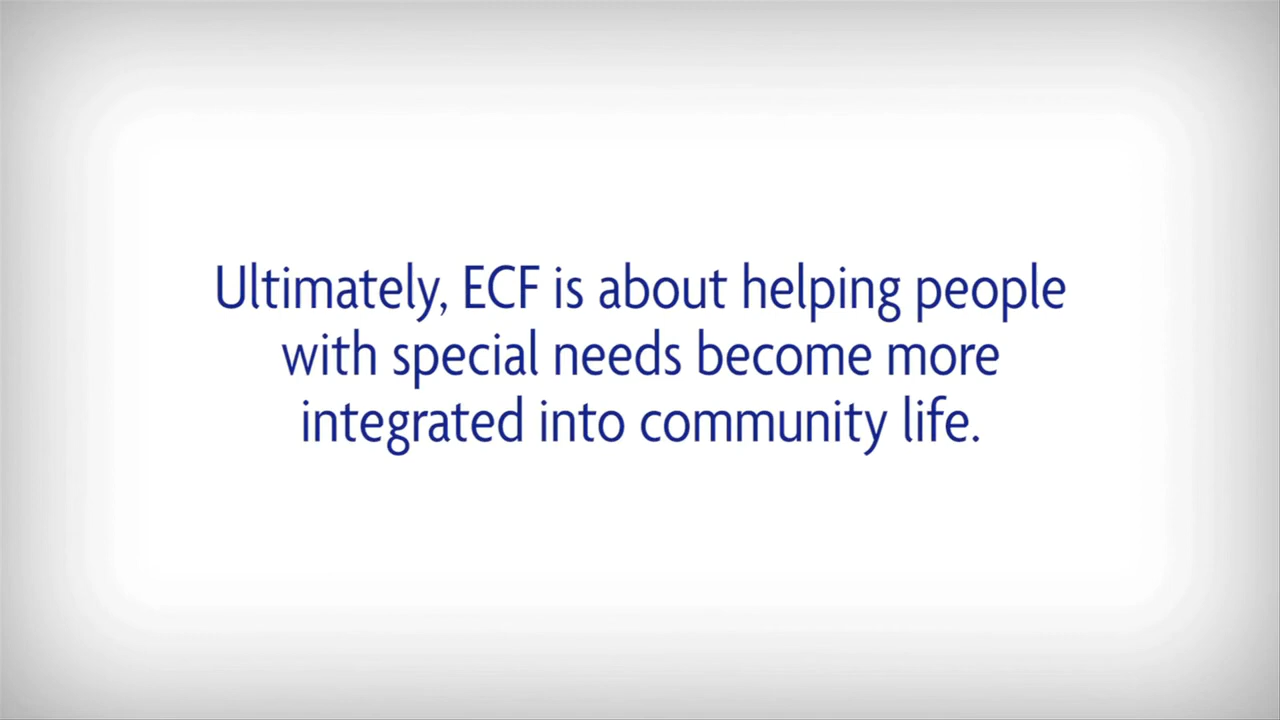 Ultimately, ECF is about helping people
with special needs become more
integrated into community life.